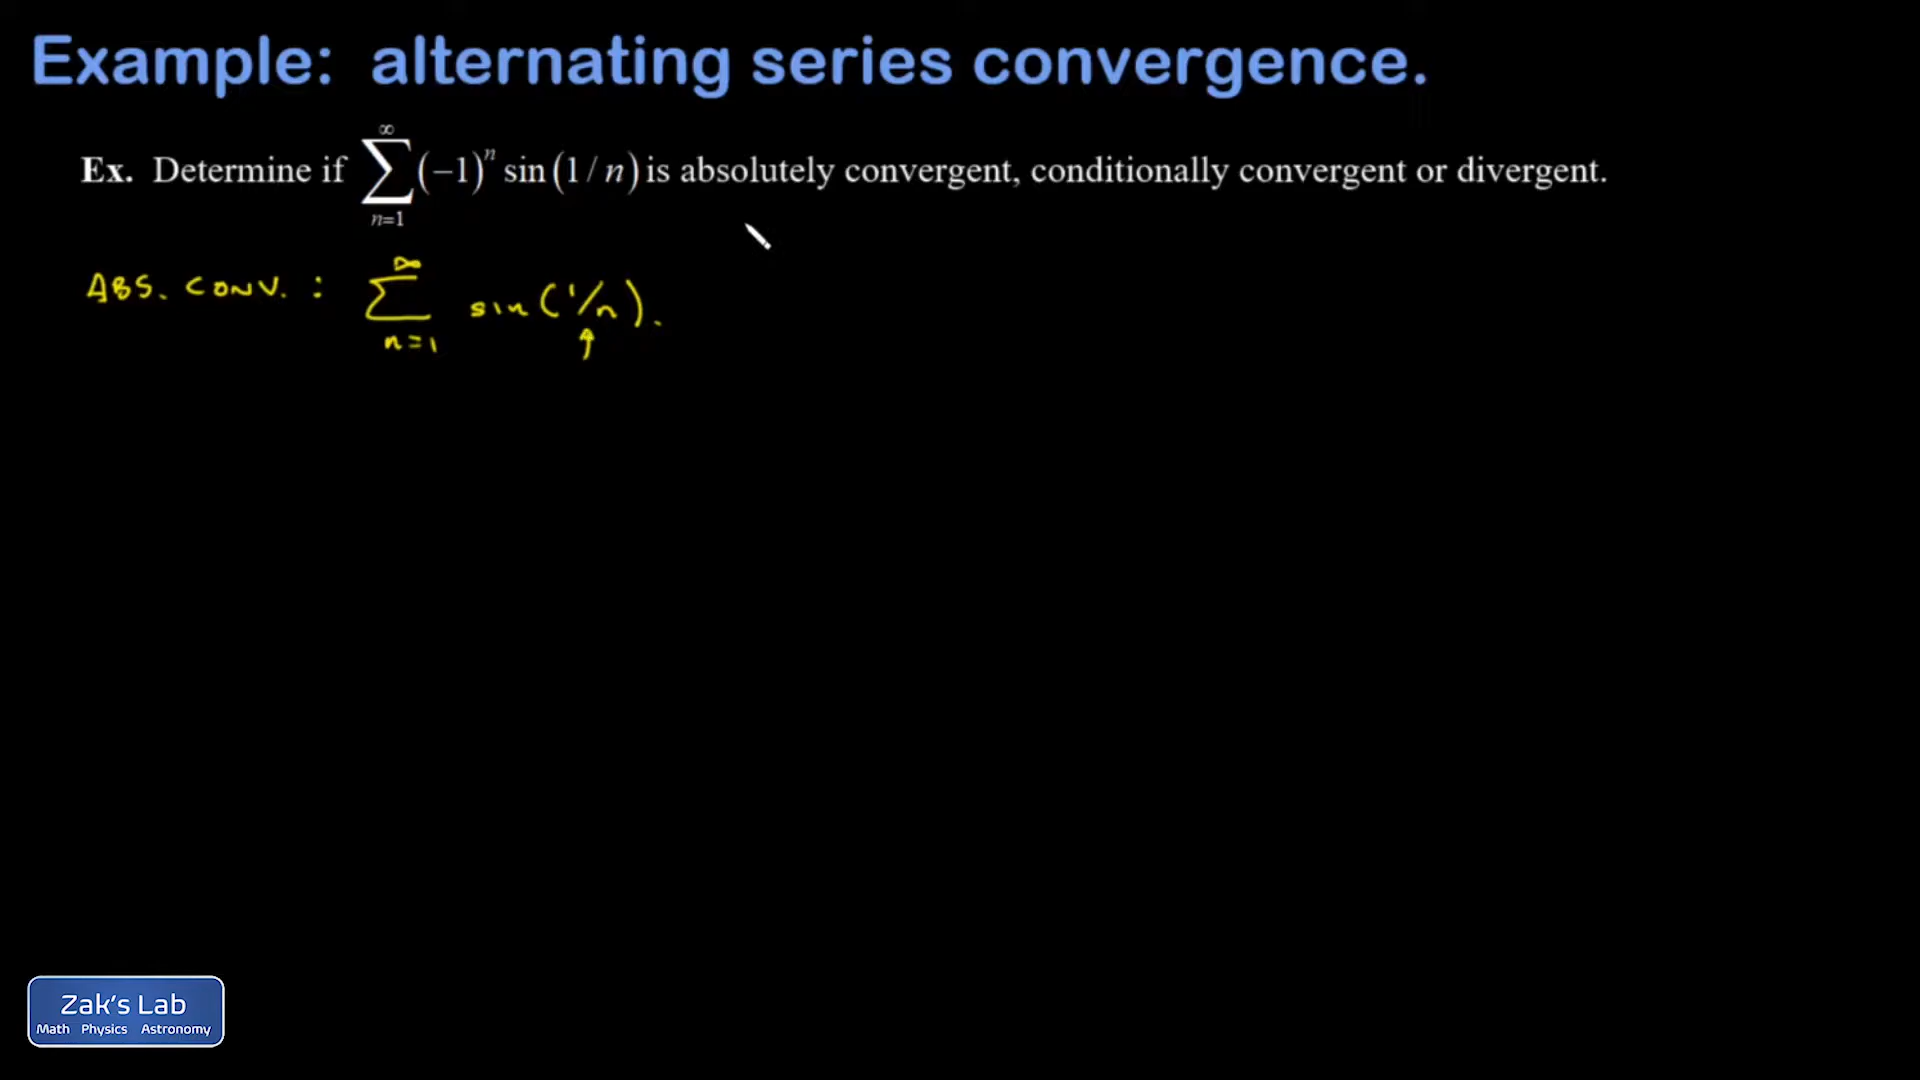 Example: alternating series convergence.
Ex. Determine if ∑_{n=1}^{∞} (−1)^n sin(1/n) is absolutely convergent, conditionally convergent or divergent.
ABS. CONV. : ∑_{n=1}^{∞} sin(1/n).
Zak's Lab
Math Physics Astronomy